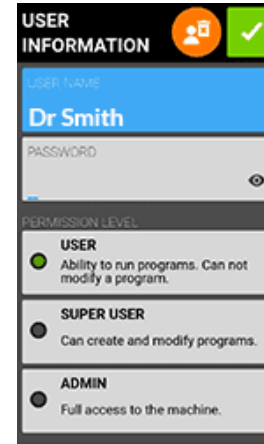 USER
INFORMATION
USER NAME
Dr Smith
PASSWORD
PERMISSION LEVEL
USER
Ability to run programs. Can not
modify a program.
SUPER USER
Can create and modify programs.
ADMIN
Full access to the machine.